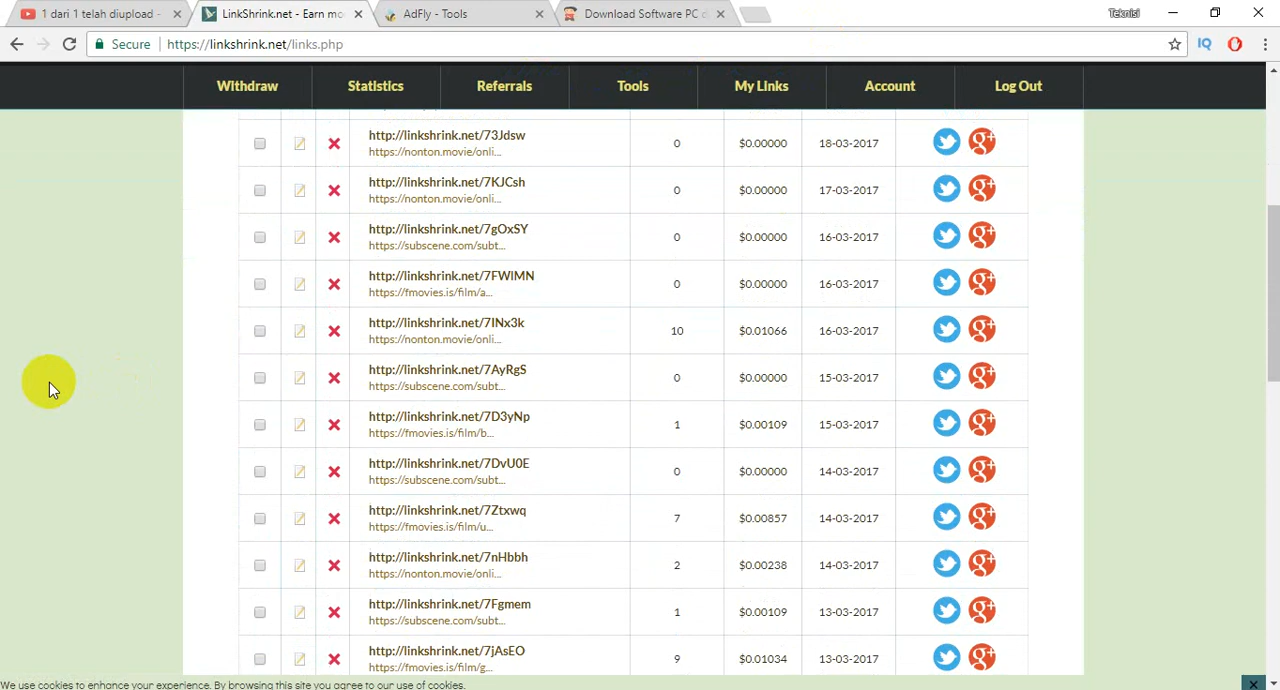 1 dari 1 telah diupload -
LinkShrink.net - Earn mo
AdFly - Tools
Download Software PC d
Teknisi
Secure
https://linkshrink.net/links.php
IQ
Withdraw
Statistics
Referrals
Tools
My Links
Account
Log Out
http://linkshrink.net/73Jdsw
https://nonton.movie/onli...
0
$0.00000
18-03-2017
http://linkshrink.net/7KJCsh
https://nonton.movie/onli...
0
$0.00000
17-03-2017
http://linkshrink.net/7gOxSY
https://subscene.com/subt...
0
$0.00000
16-03-2017
http://linkshrink.net/7FWlMN
https://fmovies.is/film/a...
0
$0.00000
16-03-2017
http://linkshrink.net/7INx3k
https://nonton.movie/onli...
10
$0.01066
16-03-2017
http://linkshrink.net/7AyRgS
https://subscene.com/subt...
0
$0.00000
15-03-2017
http://linkshrink.net/7D3yNp
https://fmovies.is/film/b...
1
$0.00109
15-03-2017
http://linkshrink.net/7DvU0E
https://subscene.com/subt...
0
$0.00000
14-03-2017
http://linkshrink.net/7Ztxwq
https://fmovies.is/film/u...
7
$0.00857
14-03-2017
http://linkshrink.net/7nHbbh
https://nonton.movie/onli...
2
$0.00238
14-03-2017
http://linkshrink.net/7Fgmem
https://subscene.com/subt...
1
$0.00109
13-03-2017
http://linkshrink.net/7jAsEO
https://fmovies.is/film/g...
9
$0.01034
13-03-2017
We use cookies to enhance your experience. By browsing this site you agree to our use of cookies.